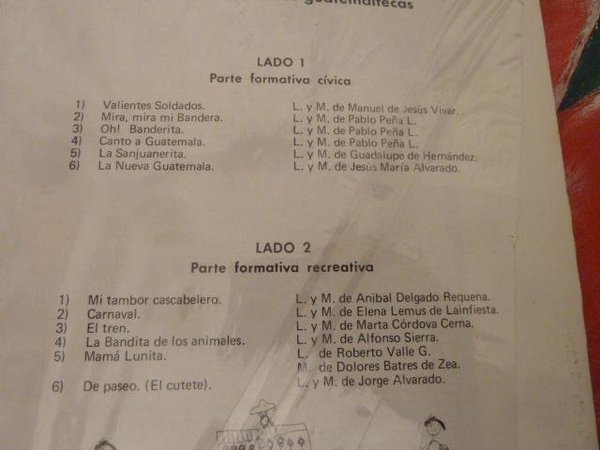 guatemaltecas
LADO 1
Parte formativa cívica
1) Valientes Soldados. L. y M. de Manuel de Jesús Vivar.
2) Mira, mira mi Bandera. L. y M. de Pablo Peña L.
3) Oh! Banderita. L. y M. de Pablo Peña L.
4) Canto a Guatemala. L. y M. de Pablo Peña L.
5) La Sanjuanerita. L. y M. de Guadalupe de Hernández.
6) La Nueva Guatemala. L. y M. de Jesús María Alvarado.
LADO 2
Parte formativa recreativa
1) Mi tambor cascabelero. L. y M. de Anibal Delgado Requena.
2) Carnaval. L. y M. de Elena Lemus de Lainfiesta.
3) El tren. L. y M. de Marta Córdova Cerna.
4) La Bandita de los animales. L. y M. de Alfonso Sierra.
5) Mamá Lunita. L. de Roberto Valle G.
M. de Dolores Batres de Zea.
6) De paseo. (El cutete). L. y M. de Jorge Alvarado.